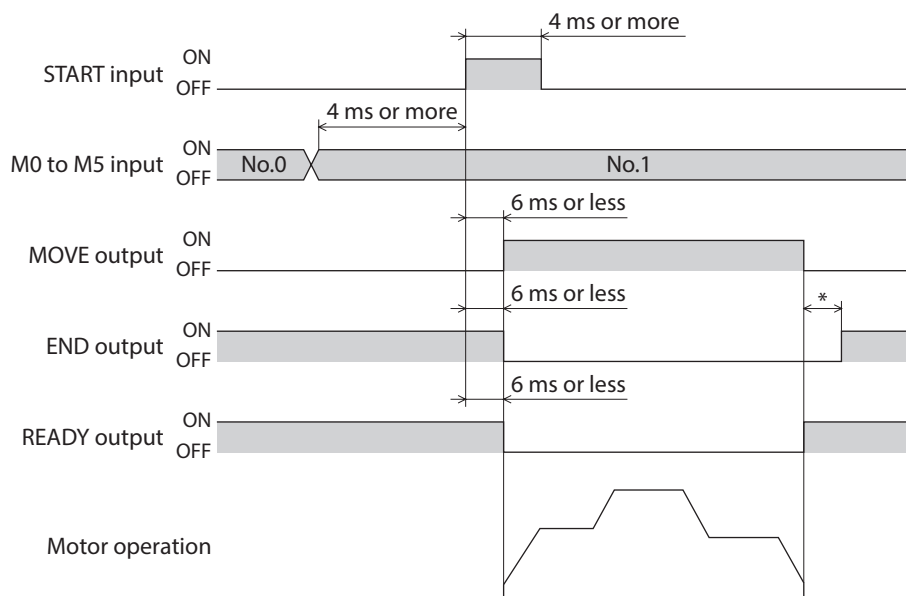 4 ms or more
START input
ON
OFF
4 ms or more
M0 to M5 input
ON
OFF
No.0
No.1
6 ms or less
MOVE output
ON
OFF
6 ms or less
*
END output
ON
OFF
6 ms or less
READY output
ON
OFF
Motor operation